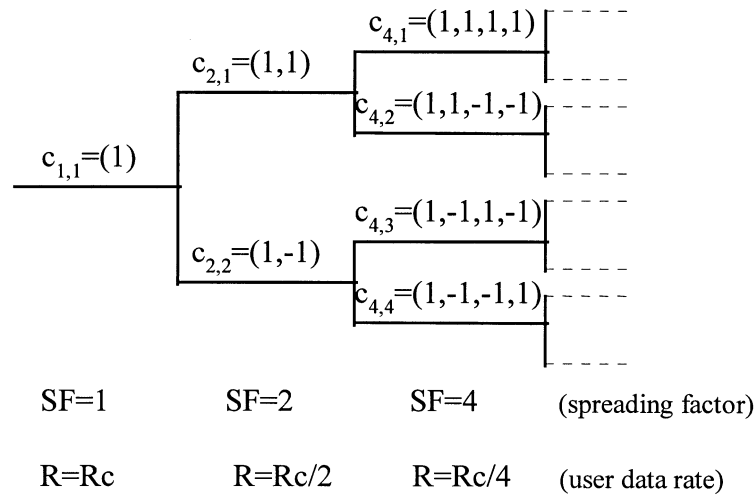 c4,1=(1,1,1,1)
c2,1=(1,1)
c4,2=(1,1,-1,-1)
c1,1=(1)
c4,3=(1,-1,1,-1)
c2,2=(1,-1)
c4,4=(1,-1,-1,1)
SF=1 SF=2 SF=4 (spreading factor)
R=Rc R=Rc/2 R=Rc/4 (user data rate)